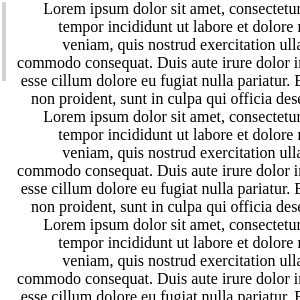 Lorem ipsum dolor sit amet, consectetur
tempor incididunt ut labore et dolore
veniam, quis nostrud exercitation
commodo consequat. Duis aute irure dolor
esse cillum dolore eu fugiat nulla pariatur.
non proident, sunt in culpa qui officia
Lorem ipsum dolor sit amet, consectetur
tempor incididunt ut labore et dolore
veniam, quis nostrud exercitation
commodo consequat. Duis aute irure dolor
esse cillum dolore eu fugiat nulla pariatur.
non proident, sunt in culpa qui officia
Lorem ipsum dolor sit amet, consectetur
tempor incididunt ut labore et dolore
veniam, quis nostrud exercitation
commodo consequat. Duis aute irure dolor
esse cillum dolore eu fugiat nulla pariatur.